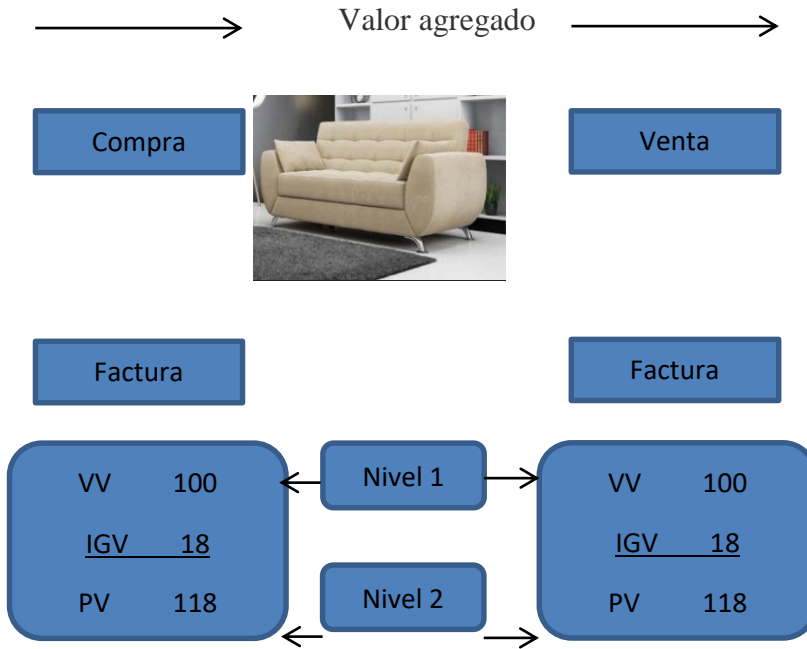 Valor agregado
Compra
Venta
Factura
Factura
VV 100
IGV 18
PV 118
Nivel 1
Nivel 2
VV 100
IGV 18
PV 118